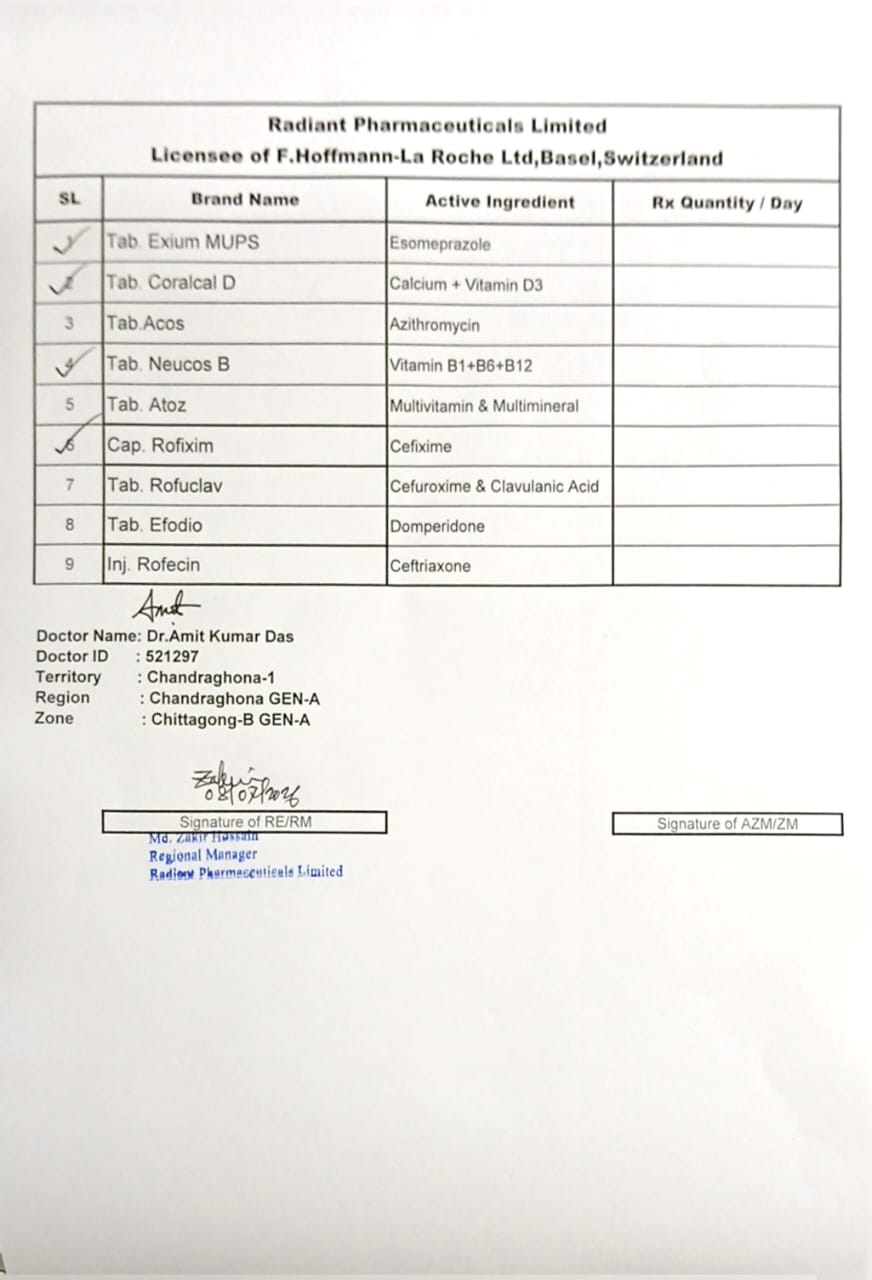 Radiant Pharmaceuticals Limited
Licensee of F.Hoffmann-La Roche Ltd,Basel,Switzerland
SL Brand Name Active Ingredient Rx Quantity / Day
1 Tab. Exium MUPS Esomeprazole
2 Tab. Coralcal D Calcium + Vitamin D3
3 Tab.Acos Azithromycin
4 Tab. Neucos B Vitamin B1+B6+B12
5 Tab. Atoz Multivitamin & Multimineral
6 Cap. Rofixim Cefixime
7 Tab. Rofuclav Cefuroxime & Clavulanic Acid
8 Tab. Efodio Domperidone
9 Inj. Rofecin Ceftriaxone
Amit
Doctor Name: Dr.Amit Kumar Das
Doctor ID : 521297
Territory : Chandraghona-1
Region : Chandraghona GEN-A
Zone : Chittagong-B GEN-A
08/07/2026
Signature of RE/RM Signature of AZM/ZM
Md. Zakir Hussain
Regional Manager
Radiant Pharmaceuticals Limited